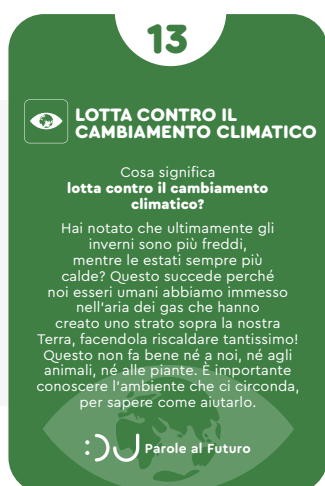 13
LOTTA CONTRO IL
CAMBIAMENTO CLIMATICO
Cosa significa
lotta contro il cambiamento
climatico?
Hai notato che ultimamente gli
inverni sono più freddi,
mentre le estati sempre più
calde? Questo succede perché
noi esseri umani abbiamo immesso
nell'aria dei gas che hanno
creato uno strato sopra la nostra
Terra, facendola riscaldare tantissimo!
Questo non fa bene né a noi, né agli
animali, né alle piante. È importante
conoscere l'ambiente che ci circonda,
per sapere come aiutarlo.
Parole al Futuro